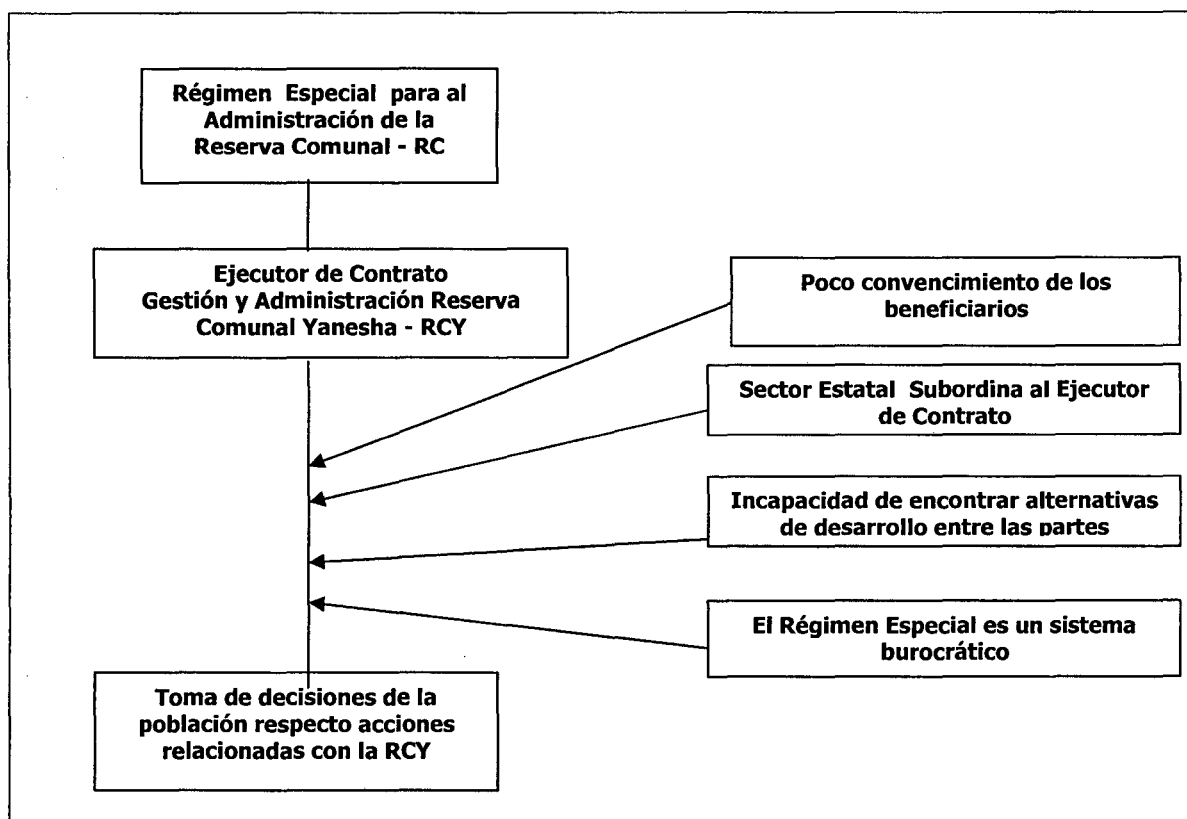 Régimen Especial para al
Administración de la
Reserva Comunal - RC
Ejecutor de Contrato
Gestión y Administración Reserva
Comunal Yanesha - RCY
Poco convencimiento de los
beneficiarios
Sector Estatal Subordina al Ejecutor
de Contrato
Incapacidad de encontrar alternativas
de desarrollo entre las partes
El Régimen Especial es un sistema
burocrático
Toma de decisiones de la
población respecto acciones
relacionadas con la RCY